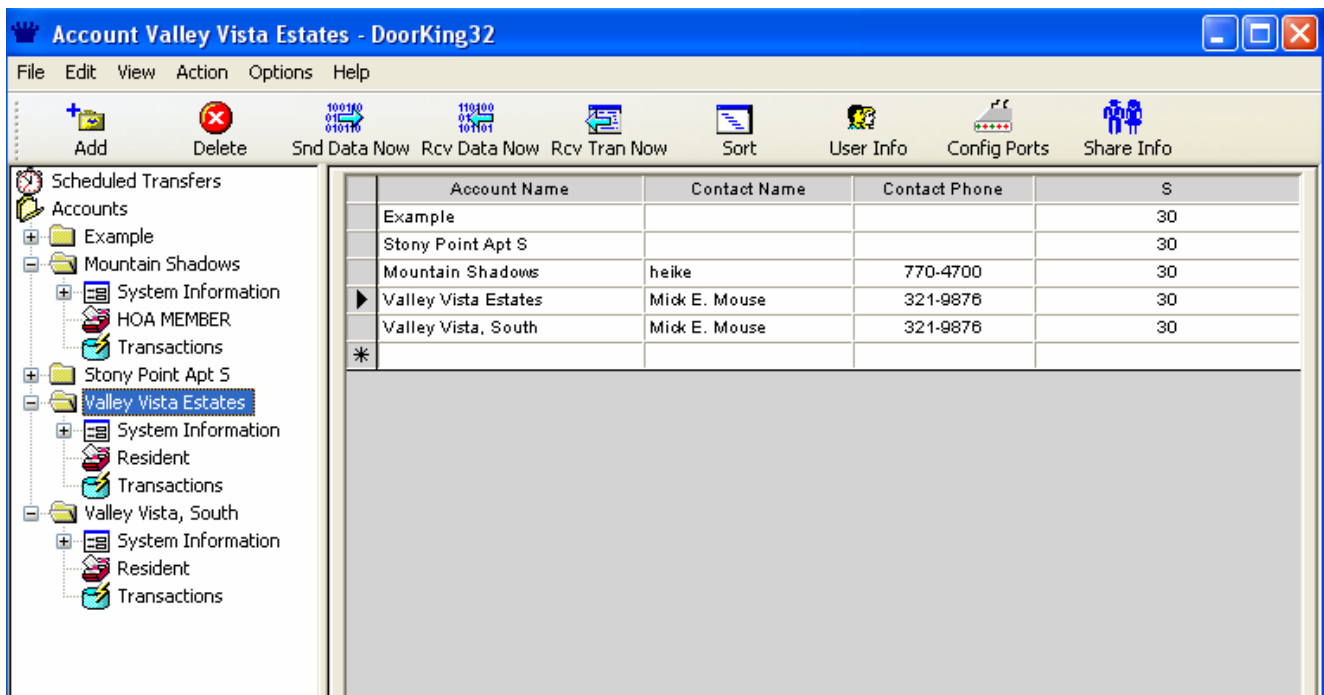 Account Valley Vista Estates - DoorKing32
File Edit View Action Options Help
Add Delete Snd Data Now Rcv Data Now Rcv Tran Now Sort User Info Config Ports Share Info
Scheduled Transfers
Accounts
Example
Mountain Shadows
System Information
HOA MEMBER
Transactions
Stony Point Apt S
Valley Vista Estates
System Information
Resident
Transactions
Valley Vista, South
System Information
Resident
Transactions
Account Name Contact Name Contact Phone S
Example 30
Stony Point Apt S 30
Mountain Shadows heike 770-4700 30
Valley Vista Estates Mick E. Mouse 321-9876 30
Valley Vista, South Mick E. Mouse 321-9876 30